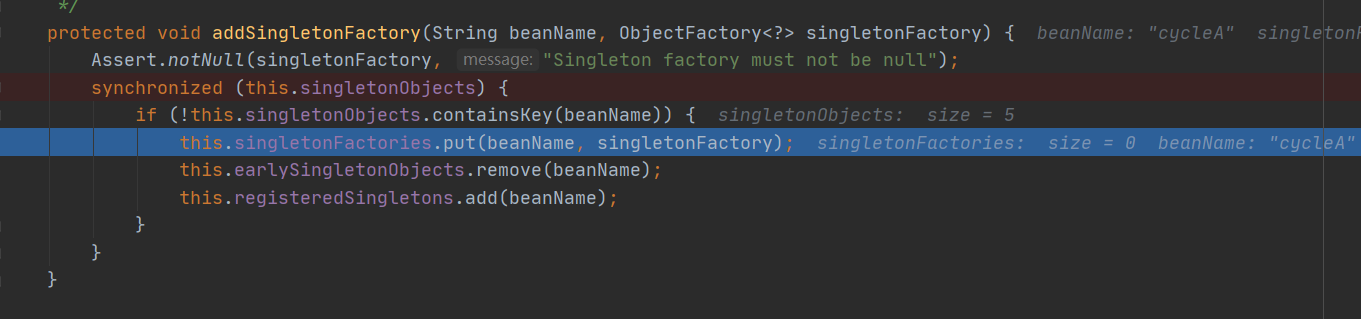 */
protected void addSingletonFactory(String beanName, ObjectFactory<?> singletonFactory) {  beanName: "cycleA"  singletonF
Assert.notNull(singletonFactory,  message: "Singleton factory must not be null");
synchronized (this.singletonObjects) {
if (!this.singletonObjects.containsKey(beanName)) {  singletonObjects:  size = 5
this.singletonFactories.put(beanName, singletonFactory);  singletonFactories:  size = 0  beanName: "cycleA"
this.earlySingletonObjects.remove(beanName);
this.registeredSingletons.add(beanName);
}
}
}